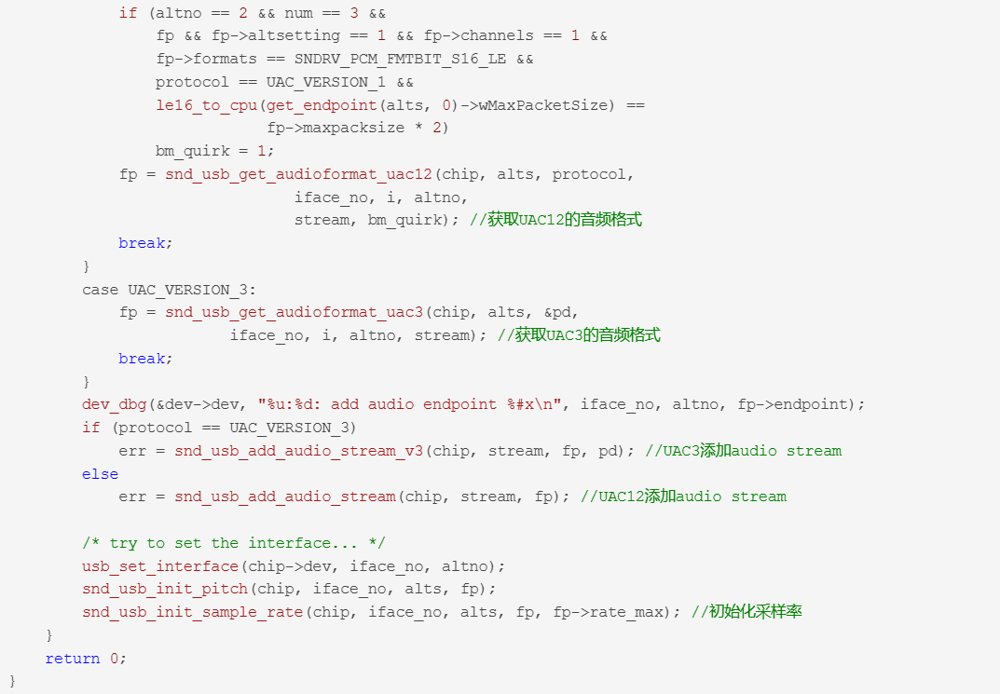 if (altno == 2 && num == 3 &&
fp && fp->altsetting == 1 && fp->channels == 1 &&
fp->formats == SNDRV_PCM_FMTBIT_S16_LE &&
protocol == UAC_VERSION_1 &&
le16_to_cpu(get_endpoint(alts, 0)->wMaxPacketSize) ==
fp->maxpacksize * 2)
bm_quirk = 1;
fp = snd_usb_get_audioformat_uac12(chip, alts, protocol,
iface_no, i, altno,
stream, bm_quirk); //获取UAC12的音频格式
break;
}
case UAC_VERSION_3:
fp = snd_usb_get_audioformat_uac3(chip, alts, &pd,
iface_no, i, altno, stream); //获取UAC3的音频格式
break;
}
dev_dbg(&dev->dev, "%u:%d: add audio endpoint %#x\n", iface_no, altno, fp->endpoint);
if (protocol == UAC_VERSION_3)
err = snd_usb_add_audio_stream_v3(chip, stream, fp, pd); //UAC3添加audio stream
else
err = snd_usb_add_audio_stream(chip, stream, fp); //UAC12添加audio stream
/* try to set the interface... */
usb_set_interface(chip->dev, iface_no, altno);
snd_usb_init_pitch(chip, iface_no, alts, fp);
snd_usb_init_sample_rate(chip, iface_no, alts, fp, fp->rate_max); //初始化采样率
}
return 0;
}